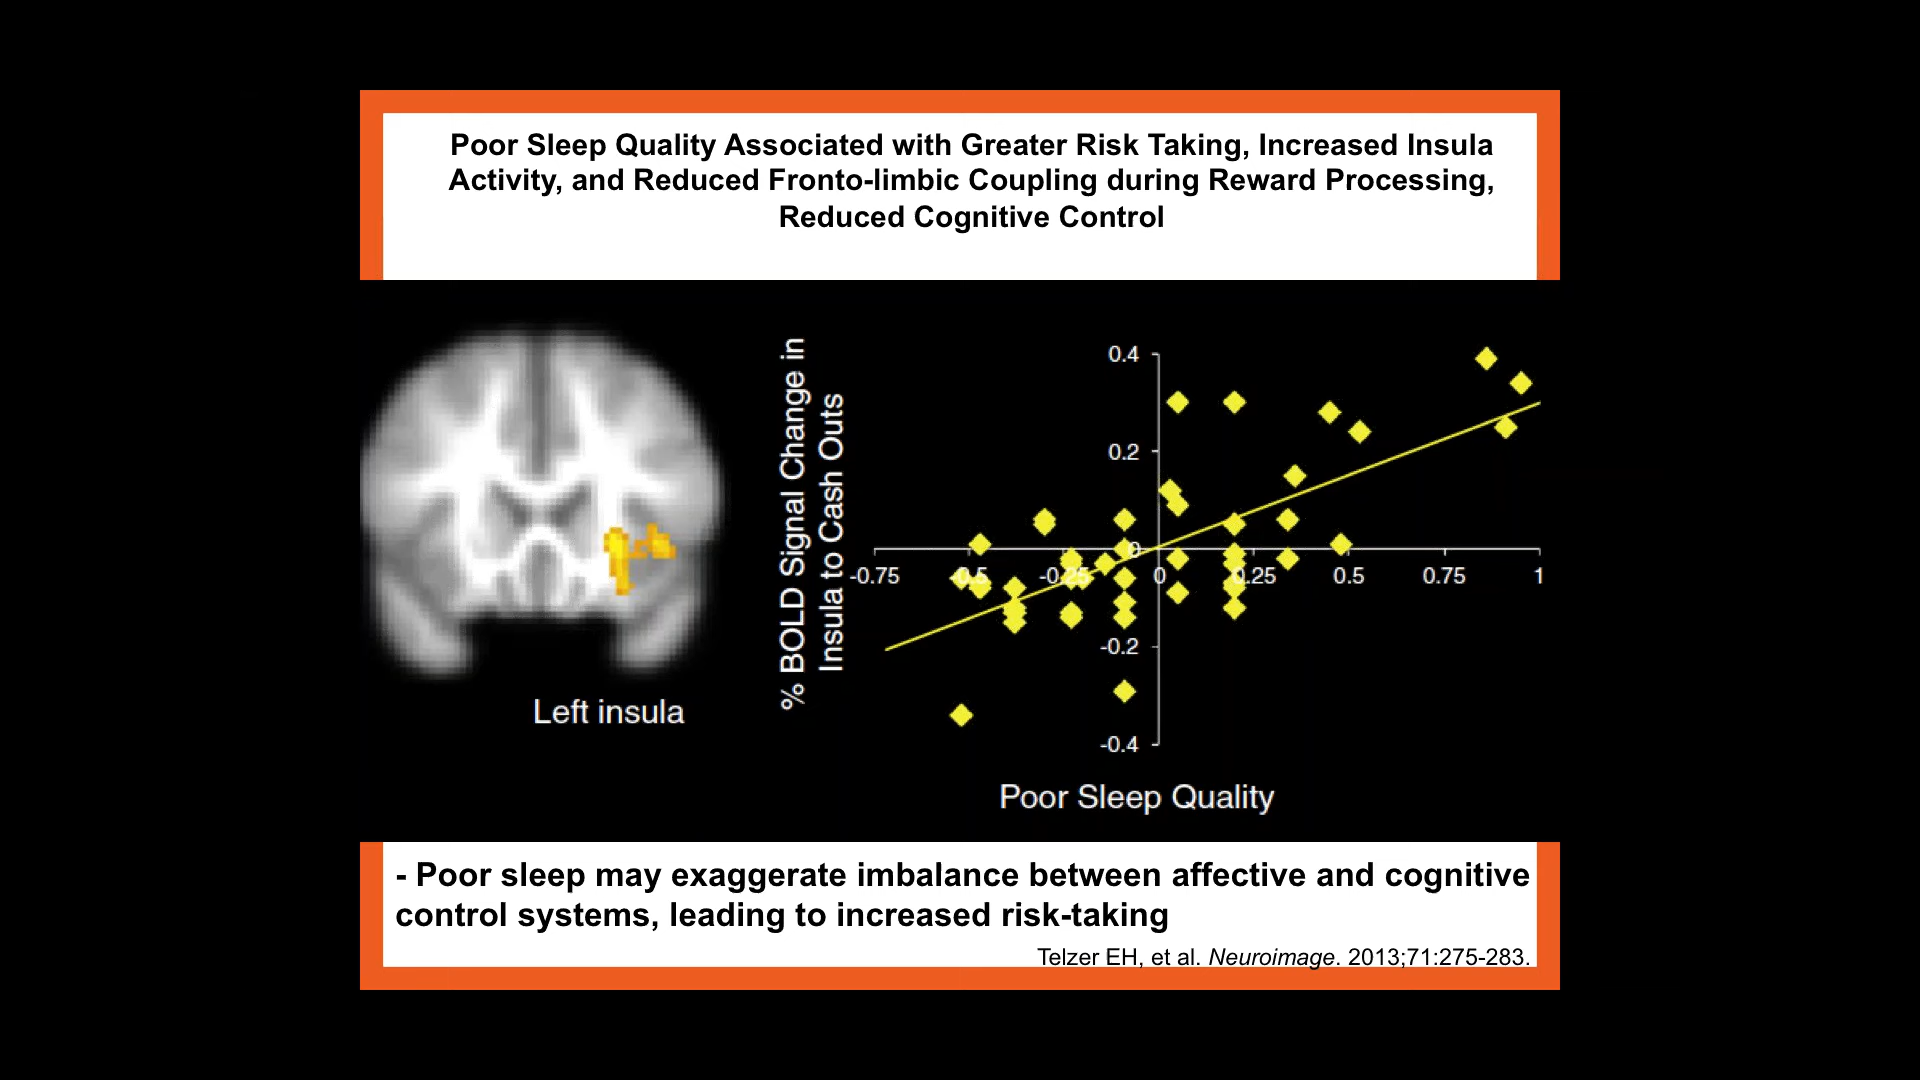 Poor Sleep Quality Associated with Greater Risk Taking, Increased Insula
Activity, and Reduced Fronto-limbic Coupling during Reward Processing,
Reduced Cognitive Control
Left insula
% BOLD Signal Change in
Insula to Cash Outs
0.4
0.2
0
-0.2
-0.4
-0.75 -0.5 -0.25 0 0.25 0.5 0.75 1
Poor Sleep Quality
- Poor sleep may exaggerate imbalance between affective and cognitive
control systems, leading to increased risk-taking
Telzer EH, et al. Neuroimage. 2013;71:275-283.